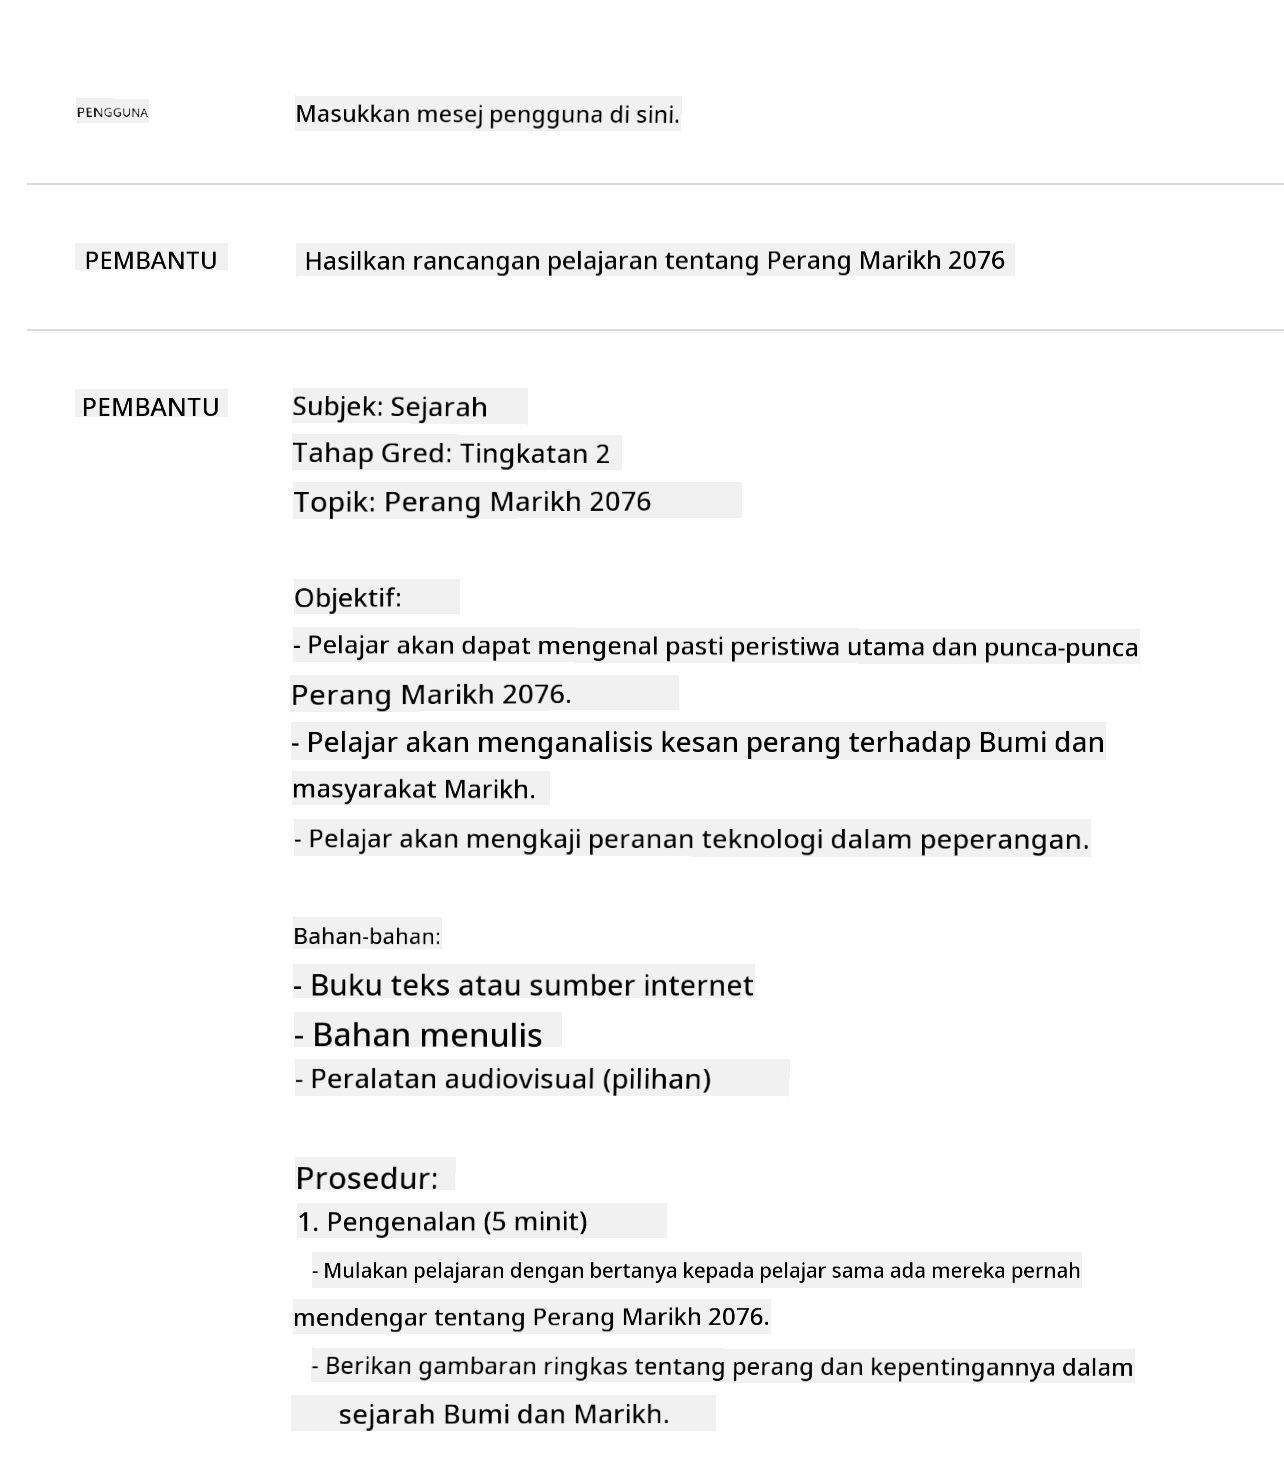 PENGGUNA
Masukkan mesej pengguna di sini.
PEMBANTU
Hasilkan rancangan pelajaran tentang Perang Marikh 2076
PEMBANTU
Subjek: Sejarah
Tahap Gred: Tingkatan 2
Topik: Perang Marikh 2076
Objektif:
- Pelajar akan dapat mengenal pasti peristiwa utama dan punca-punca
Perang Marikh 2076.
- Pelajar akan menganalisis kesan perang terhadap Bumi dan
masyarakat Marikh.
- Pelajar akan mengkaji peranan teknologi dalam peperangan.
Bahan-bahan:
- Buku teks atau sumber internet
- Bahan menulis
- Peralatan audiovisual (pilihan)
Prosedur:
1. Pengenalan (5 minit)
- Mulakan pelajaran dengan bertanya kepada pelajar sama ada mereka pernah
mendengar tentang Perang Marikh 2076.
- Berikan gambaran ringkas tentang perang dan kepentingannya dalam
sejarah Bumi dan Marikh.